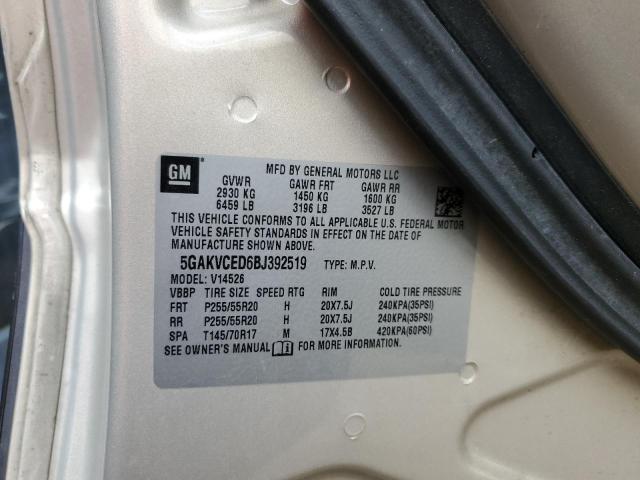 GM
MFD BY GENERAL MOTORS LLC
GVWR GAWR FRT GAWR RR
2930 KG 1450 KG 1600 KG
6459 LB 3196 LB 3527 LB
THIS VEHICLE CONFORMS TO ALL APPLICABLE U.S. FEDERAL MOTOR
VEHICLE SAFETY STANDARDS IN EFFECT ON THE DATE OF
MANUFACTURE SHOWN ABOVE.
5GAKVCED6BJ392519 TYPE: M.P.V.
MODEL: V14526
VBBP TIRE SIZE SPEED RTG RIM COLD TIRE PRESSURE
FRT P255/55R20 H 20X7.5J 240KPA(35PSI)
RR P255/55R20 H 20X7.5J 240KPA(35PSI)
SPA T145/70R17 M 17X4.5B 420KPA(60PSI)
SEE OWNER'S MANUAL FOR MORE INFORMATION.